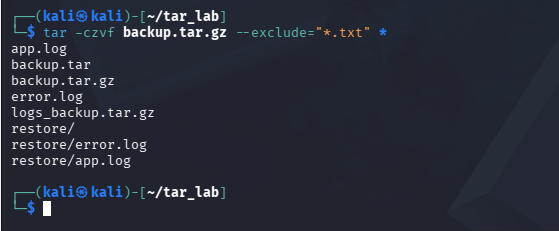 ┌──(kali㉿kali)-[~/tar_lab]
└─$ tar -czvf backup.tar.gz --exclude="*.txt" *
app.log
backup.tar
backup.tar.gz
error.log
logs_backup.tar.gz
restore/
restore/error.log
restore/app.log
┌──(kali㉿kali)-[~/tar_lab]
└─$